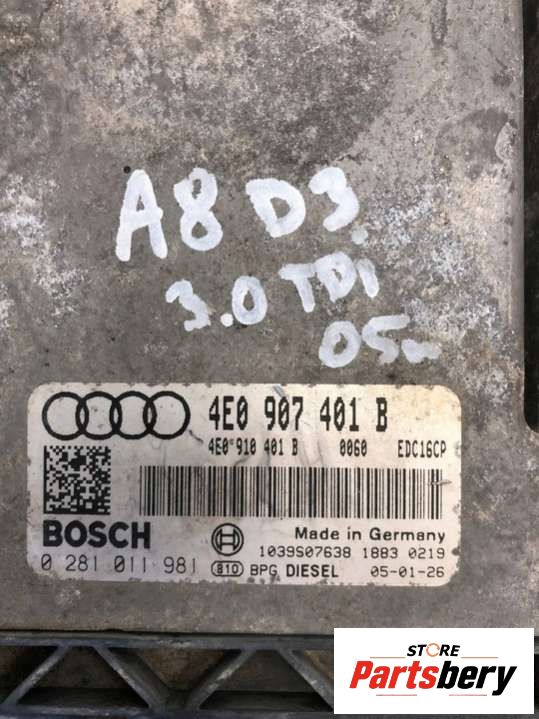 A8 D3
3.0 TDi
05
4E0 907 401 B
4E0 910 401 B 0060 EDC16CP
BOSCH
Made in Germany
1039S07638 1883 0219
0 281 011 981 810 BPG DIESEL 05-01-26
STORE
Partsbery